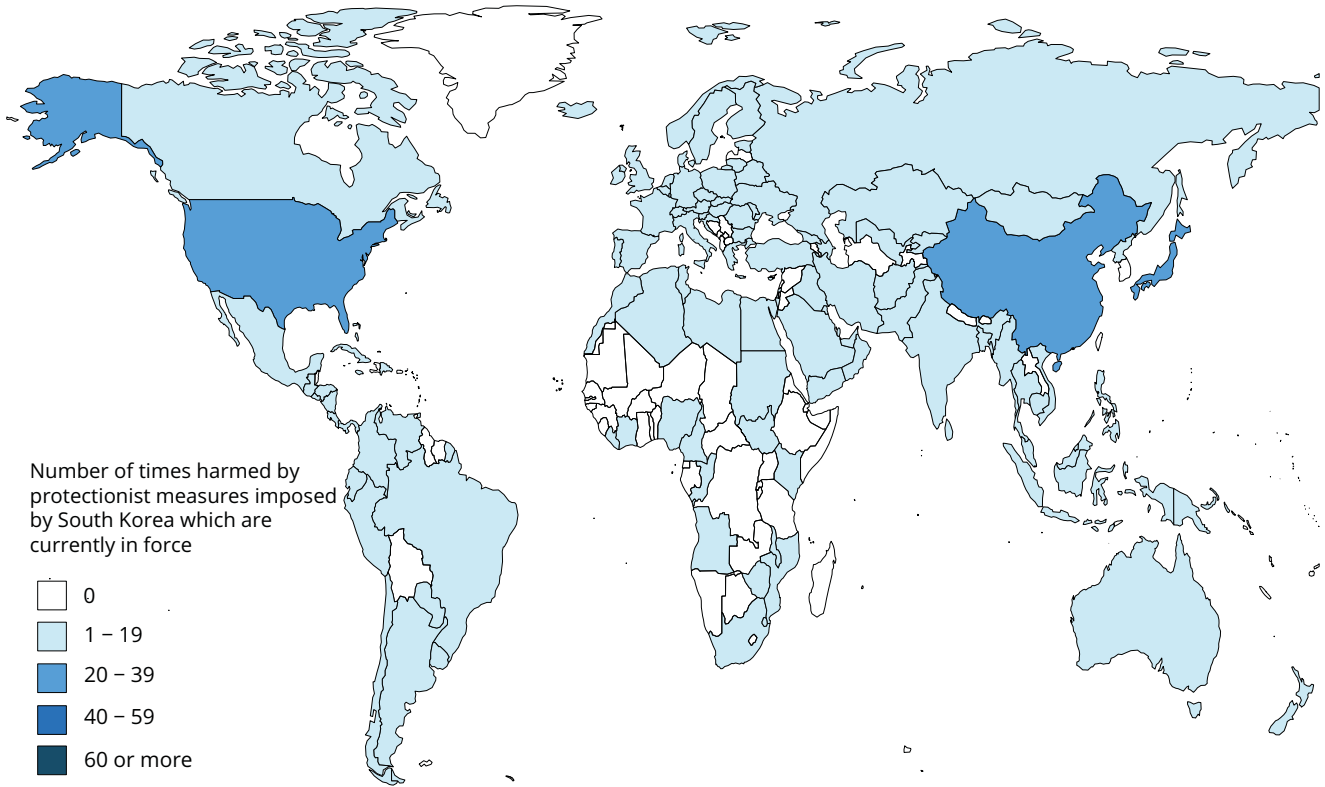 Number of times harmed by
protectionist measures imposed
by South Korea which are
currently in force
0
1 – 19
20 – 39
40 – 59
60 or more